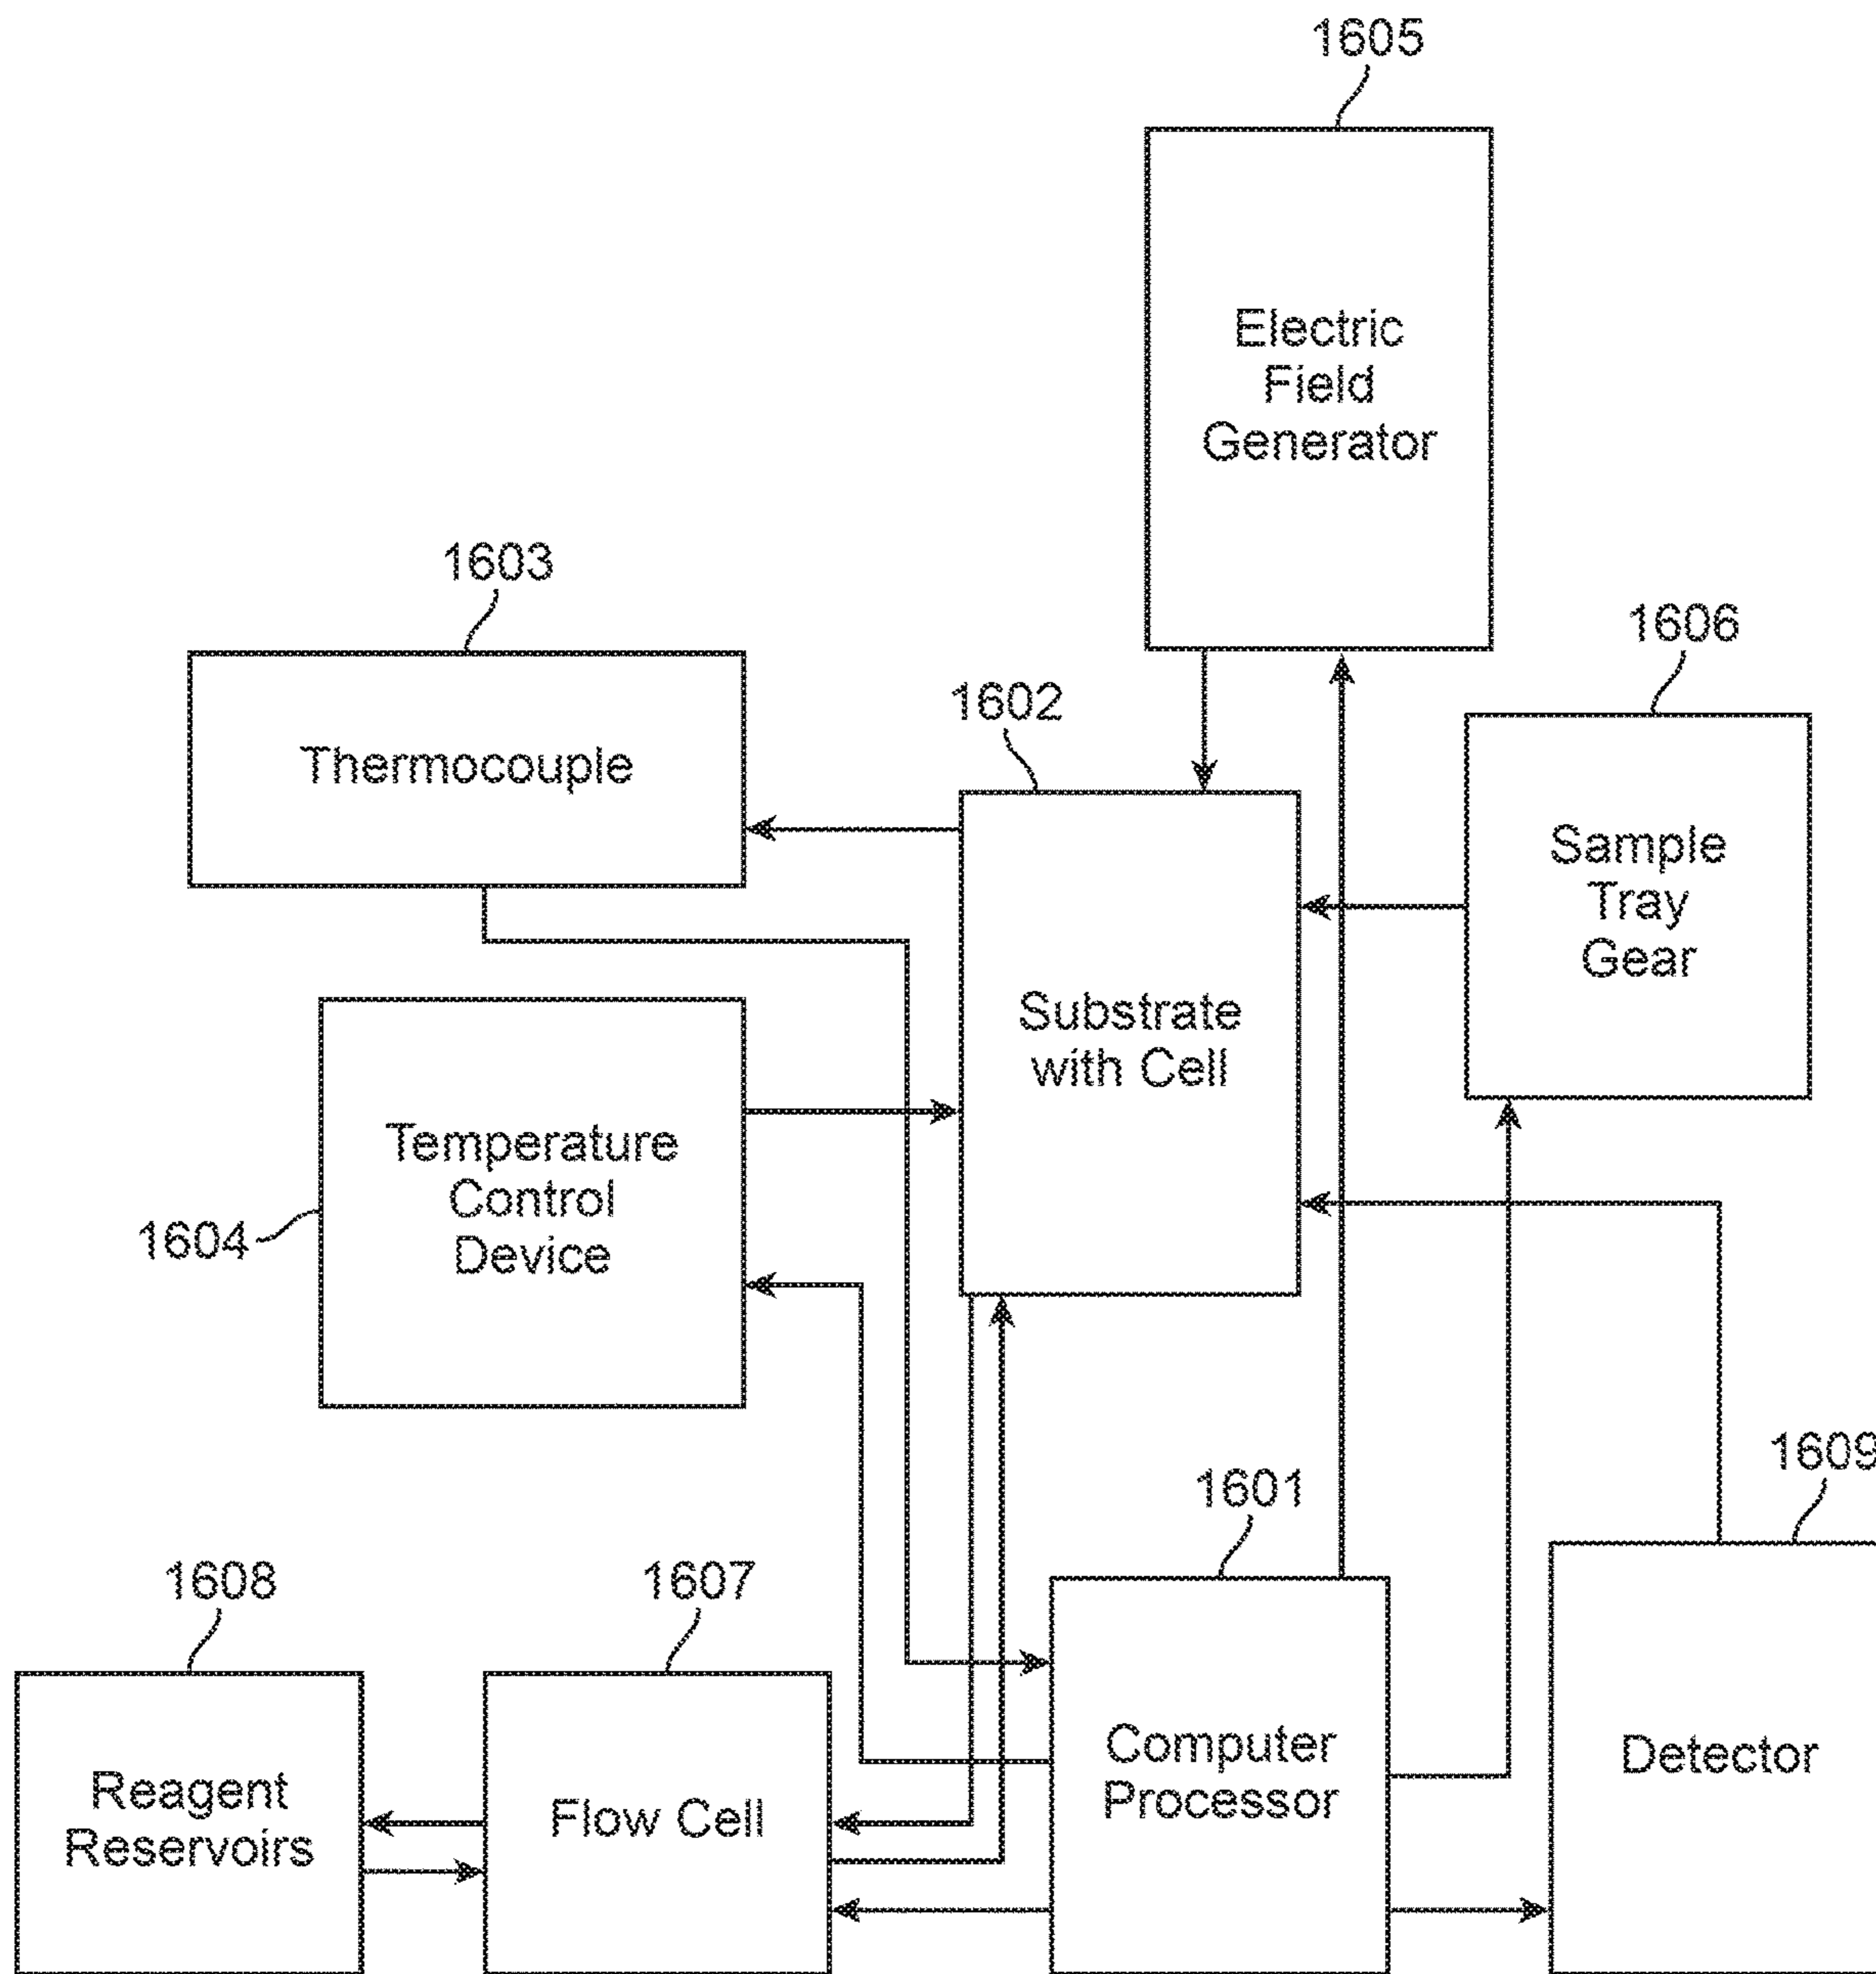 1605
Electric
Field
Generator
1603
Thermocouple
1606
1602
Sample
Tray
Gear
Substrate
with Cell
Temperature
Control
Device
1604
1609
1601
1608
1607
Computer
Processor
Detector
Reagent
Reservoirs
Flow Cell